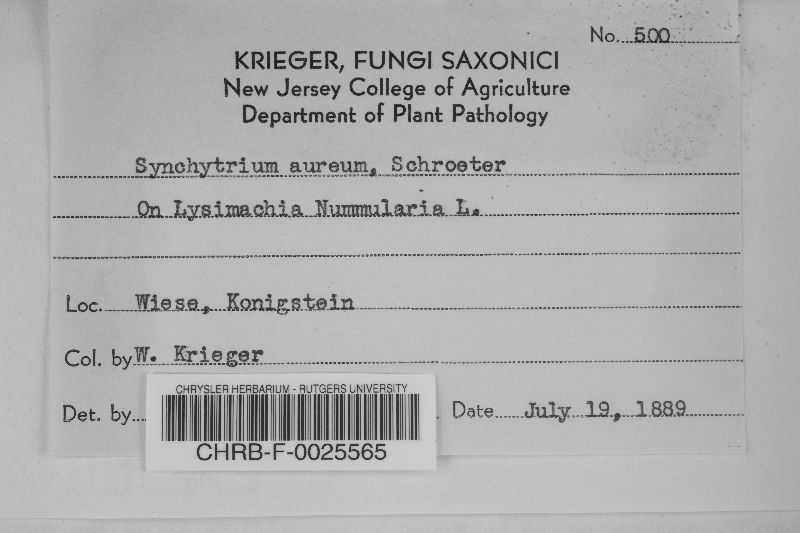 No. 500
KRIEGER, FUNGI SAXONICI
New Jersey College of Agriculture
Department of Plant Pathology
Synchytrium aureum, Schroeter
On Lysimachia Nummularia L.
Loc. Wiese, Konigstein
Col. by W. Krieger
Det. by Date July 19, 1889
CHRYSLER HERBARIUM - RUTGERS UNIVERSITY
CHRB-F-0025565